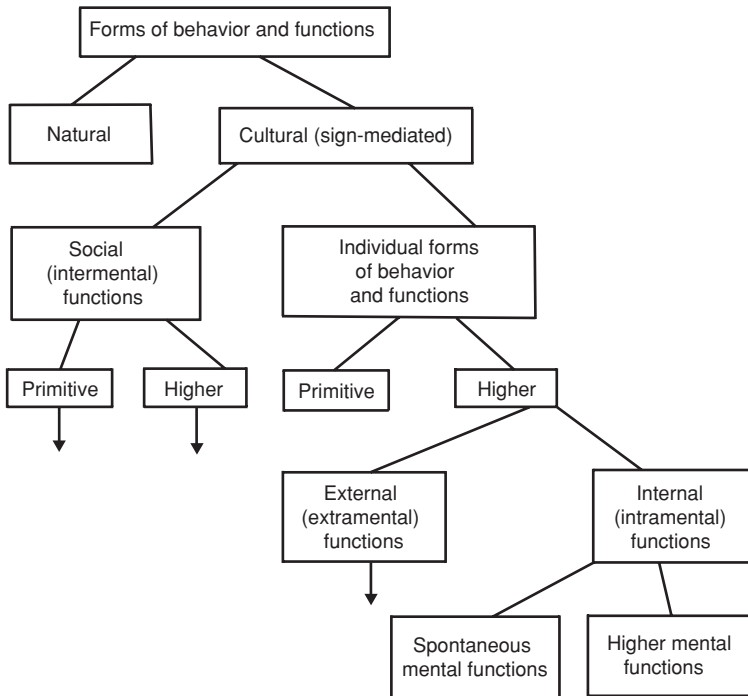 Forms of behavior and functions
Natural
Cultural (sign-mediated)
Social
(intermental)
functions
Individual forms
of behavior
and functions
Primitive
Higher
Primitive
Higher
External
(extramental)
functions
Internal
(intramental)
functions
Spontaneous
mental functions
Higher mental
functions